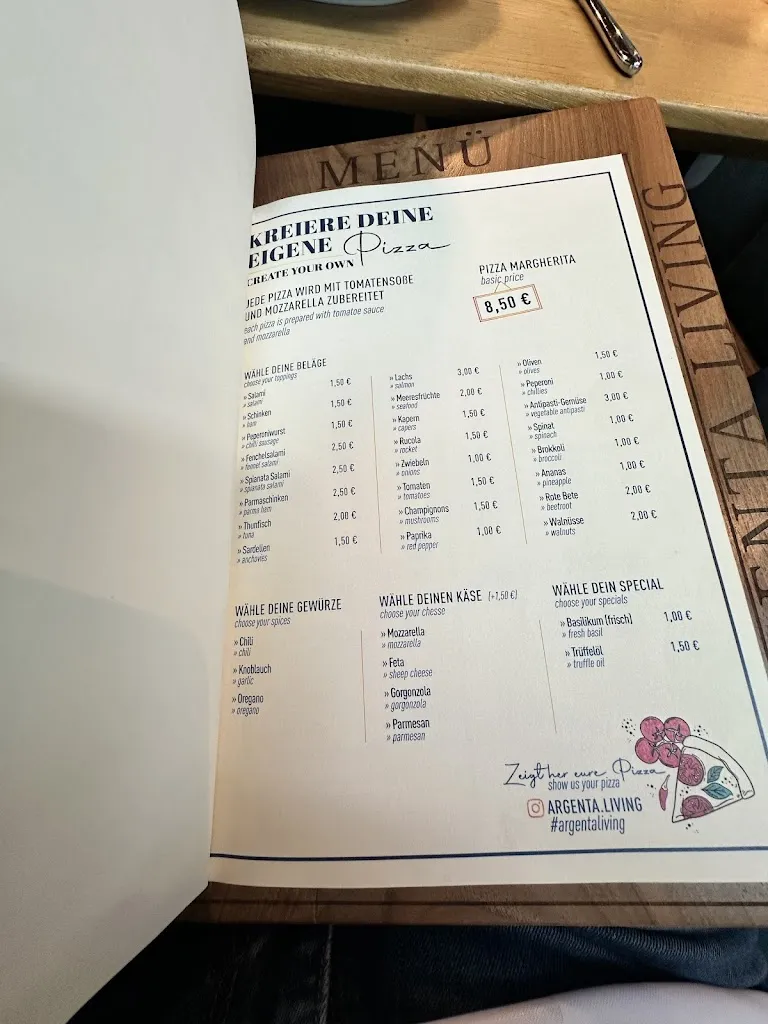 MENÜ
ENTA LIVING
KREIERE DEINE
EIGENE Pizza
CREATE YOUR OWN
JEDE PIZZA WIRD MIT TOMATENSOßE
UND MOZZARELLA ZUBEREITET
each pizza is prepared with tomatoe sauce
and mozzarella
PIZZA MARGHERITA
basic price
8,50 €
WÄHLE DEINE BELÄGE
choose your toppings
» Salami 1,50 €
» salami
» Schinken 1,50 €
» ham
» Peperoniwurst 1,50 €
» chilli sausage
» Fenchelsalami 2,50 €
» fennel salami
» Spianata Salami 2,50 €
» spianata salami
» Parmaschinken 2,50 €
» parma ham
» Thunfisch 2,00 €
» tuna
» Sardellen 1,50 €
» anchovies
» Lachs 3,00 €
» salmon
» Meeresfrüchte 2,00 €
» seafood
» Kapern 1,50 €
» capers
» Rucola 1,50 €
» rocket
» Zwiebeln 1,00 €
» onions
» Tomaten 1,50 €
» tomatoes
» Champignons 1,50 €
» mushrooms
» Paprika 1,00 €
» red pepper
» Oliven 1,50 €
» olives
» Peperoni 1,00 €
» chillies
» Antipasti-Gemüse 3,00 €
» vegetable antipasti
» Spinat 1,00 €
» spinach
» Brokkoli 1,00 €
» broccoli
» Ananas 1,00 €
» pineapple
» Rote Bete 2,00 €
» beetroot
» Walnüsse 2,00 €
» walnuts
WÄHLE DEINE GEWÜRZE
choose your spices
» Chili
» chili
» Knoblauch
» garlic
» Oregano
» oregano
WÄHLE DEINEN KÄSE (+1,50 €)
choose your chesse
» Mozzarella
» mozzarella
» Feta
» sheep cheese
» Gorgonzola
» gorgonzola
» Parmesan
» parmesan
WÄHLE DEIN SPECIAL
choose your specials
» Basilikum (frisch) 1,00 €
» fresh basil
» Trüffelöl 1,50 €
» truffle oil
Zeigt her eure Pizza
show us your pizza
ARGENTA.LIVING
#argentaliving